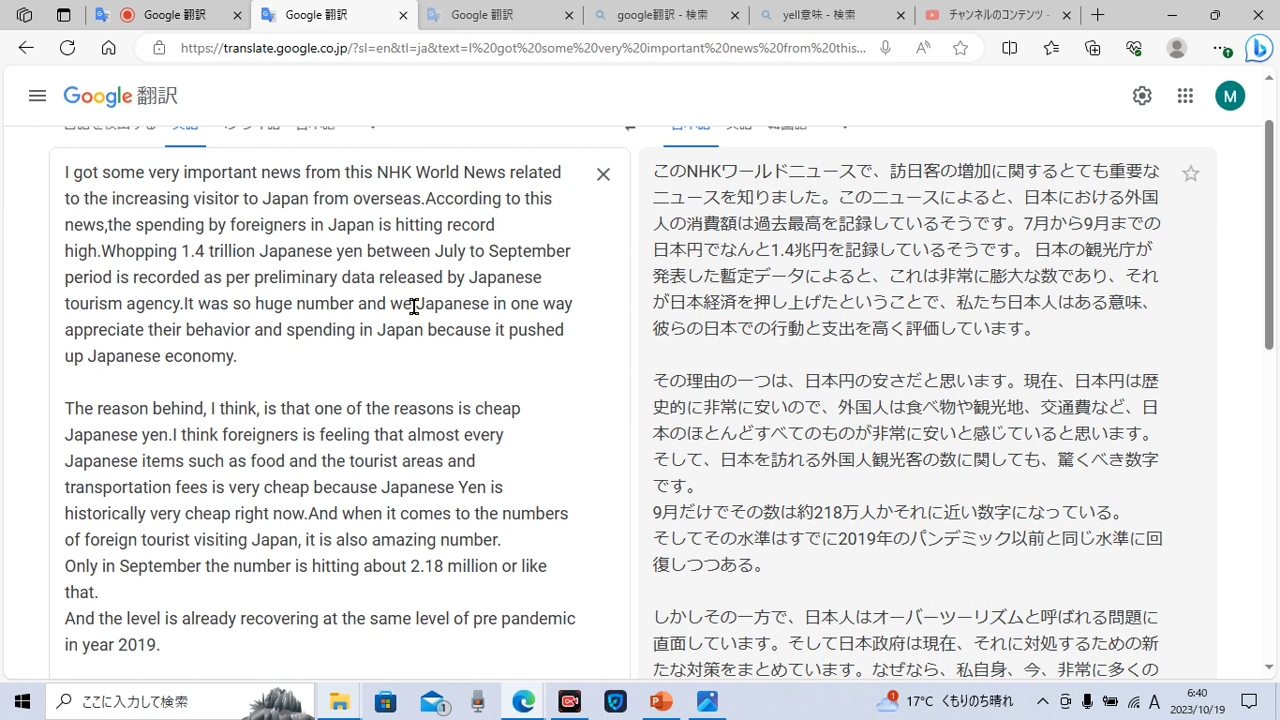 Google 翻訳
Google 翻訳
Google 翻訳
google翻訳 - 検索
yell意味 - 検索
チャンネルのコンテンツ -
https://translate.google.co.jp/?sl=en&tl=ja&text=I%20got%20some%20very%20important%20news%20from%20this...
Google 翻訳
M
英語
日本語
I got some very important news from this NHK World News related
to the increasing visitor to Japan from overseas.According to this
news,the spending by foreigners in Japan is hitting record
high.Whopping 1.4 trillion Japanese yen between July to September
period is recorded as per preliminary data released by Japanese
tourism agency.It was so huge number and we Japanese in one way
appreciate their behavior and spending in Japan because it pushed
up Japanese economy.
The reason behind, I think, is that one of the reasons is cheap
Japanese yen.I think foreigners is feeling that almost every
Japanese items such as food and the tourist areas and
transportation fees is very cheap because Japanese Yen is
historically very cheap right now.And when it comes to the numbers
of foreign tourist visiting Japan, it is also amazing number.
Only in September the number is hitting about 2.18 million or like
that.
And the level is already recovering at the same level of pre pandemic
in year 2019.
このNHKワールドニュースで、訪日客の増加に関するとても重要な
ニュースを知りました。このニュースによると、日本における外国
人の消費額は過去最高を記録しているそうです。7月から9月までの
日本円でなんと1.4兆円を記録しているそうです。 日本の観光庁が
発表した暫定データによると、これは非常に膨大な数であり、それ
が日本経済を押し上げたということで、私たち日本人はある意味、
彼らの日本での行動と支出を高く評価しています。
その理由の一つは、日本円の安さだと思います。現在、日本円は歴
史的に非常に安いので、外国人は食べ物や観光地、交通費など、日
本のほとんどすべてのものが非常に安いと感じていると思います。
そして、日本を訪れる外国人観光客の数に関しても、驚くべき数字
です。
9月だけでその数は約218万人かそれに近い数字になっている。
そしてその水準はすでに2019年のパンデミック以前と同じ水準に回
復しつつある。
しかしその一方で、日本人はオーバーツーリズムと呼ばれる問題に
直面しています。そして日本政府は現在、それに対処するための新
たな対策をまとめています。なぜなら、私自身、今、非常に多くの
ここに入力して検索
1
1
17°C くもりのち晴れ
A
6:40
2023/10/19